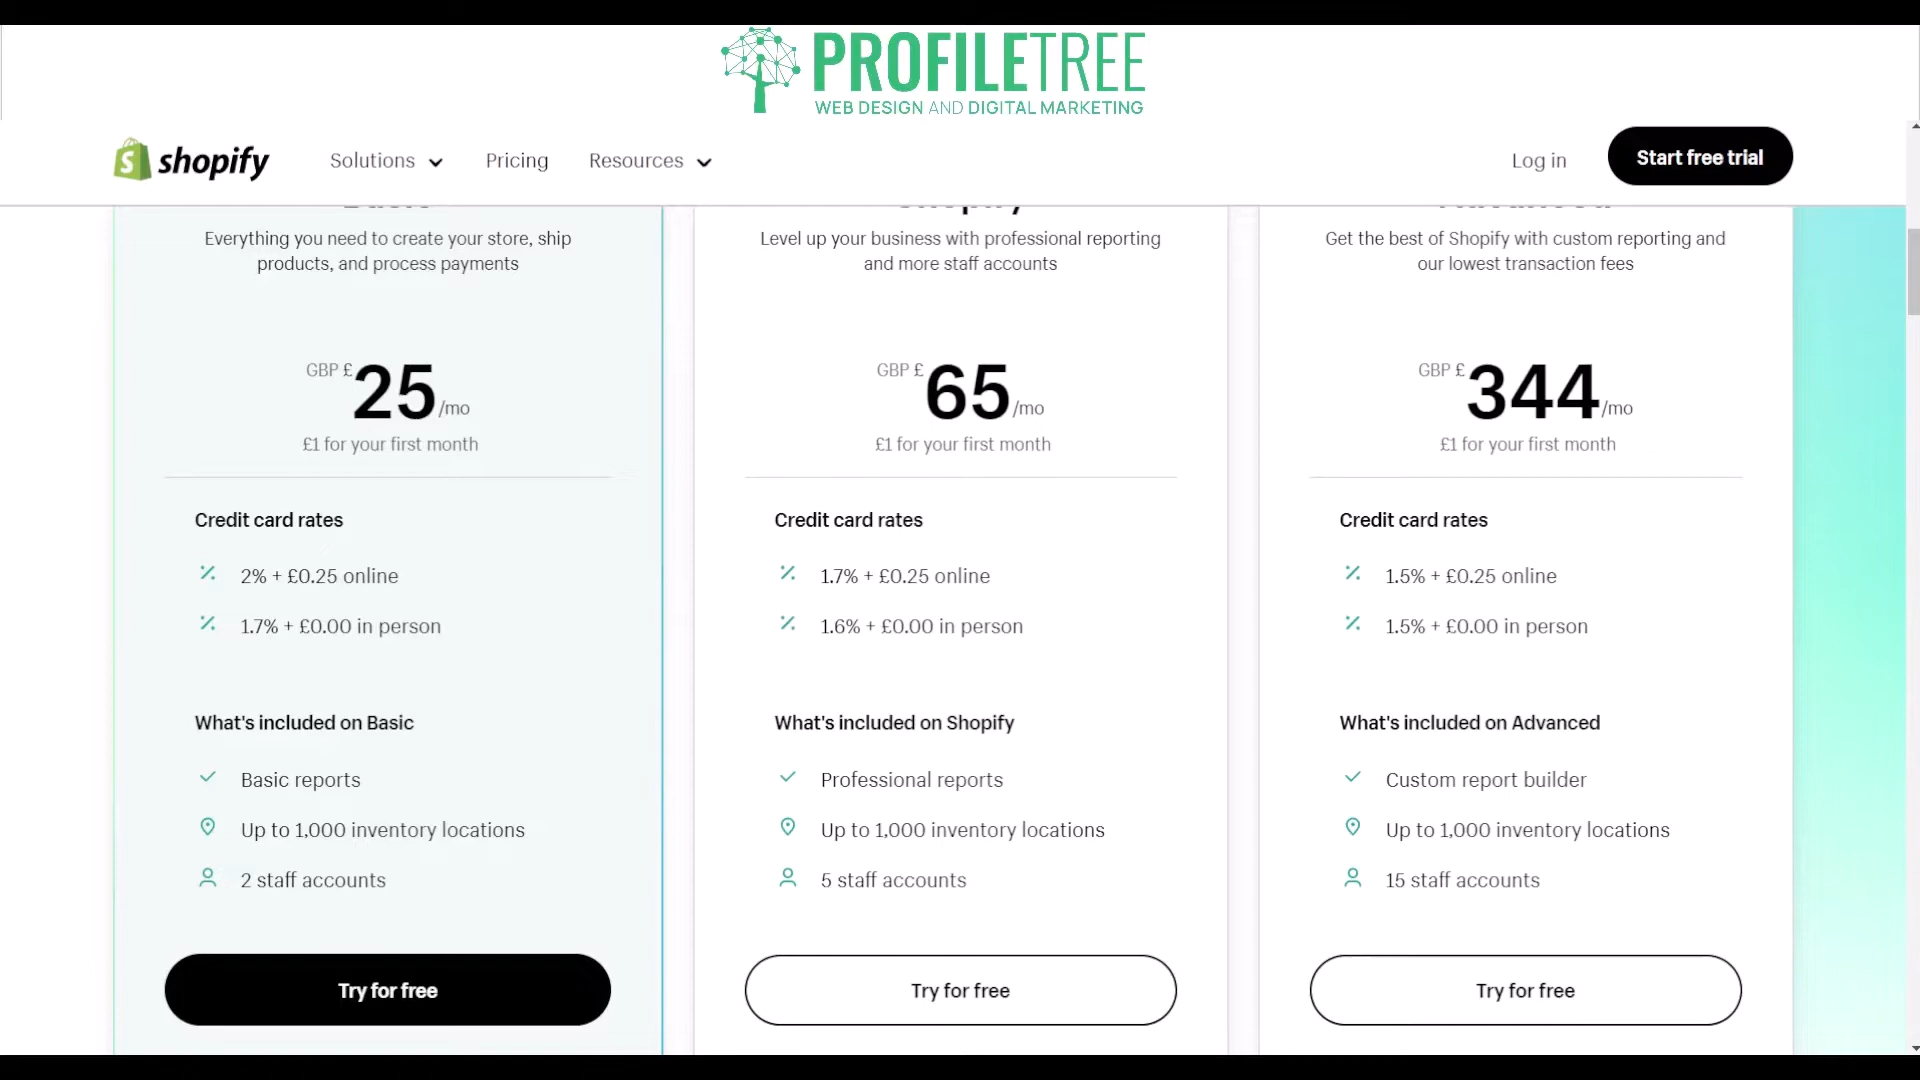 PROFILETREE
WEB DESIGN AND DIGITAL MARKETING
shopify
Solutions
Pricing
Resources
Log in
Start free trial
Everything you need to create your store, ship
products, and process payments
GBP £25/mo
£1 for your first month
Credit card rates
2% + £0.25 online
1.7% + £0.00 in person
What's included on Basic
Basic reports
Up to 1,000 inventory locations
2 staff accounts
Try for free
Level up your business with professional reporting
and more staff accounts
GBP £65/mo
£1 for your first month
Credit card rates
1.7% + £0.25 online
1.6% + £0.00 in person
What's included on Shopify
Professional reports
Up to 1,000 inventory locations
5 staff accounts
Try for free
Get the best of Shopify with custom reporting and
our lowest transaction fees
GBP £344/mo
£1 for your first month
Credit card rates
1.5% + £0.25 online
1.5% + £0.00 in person
What's included on Advanced
Custom report builder
Up to 1,000 inventory locations
15 staff accounts
Try for free